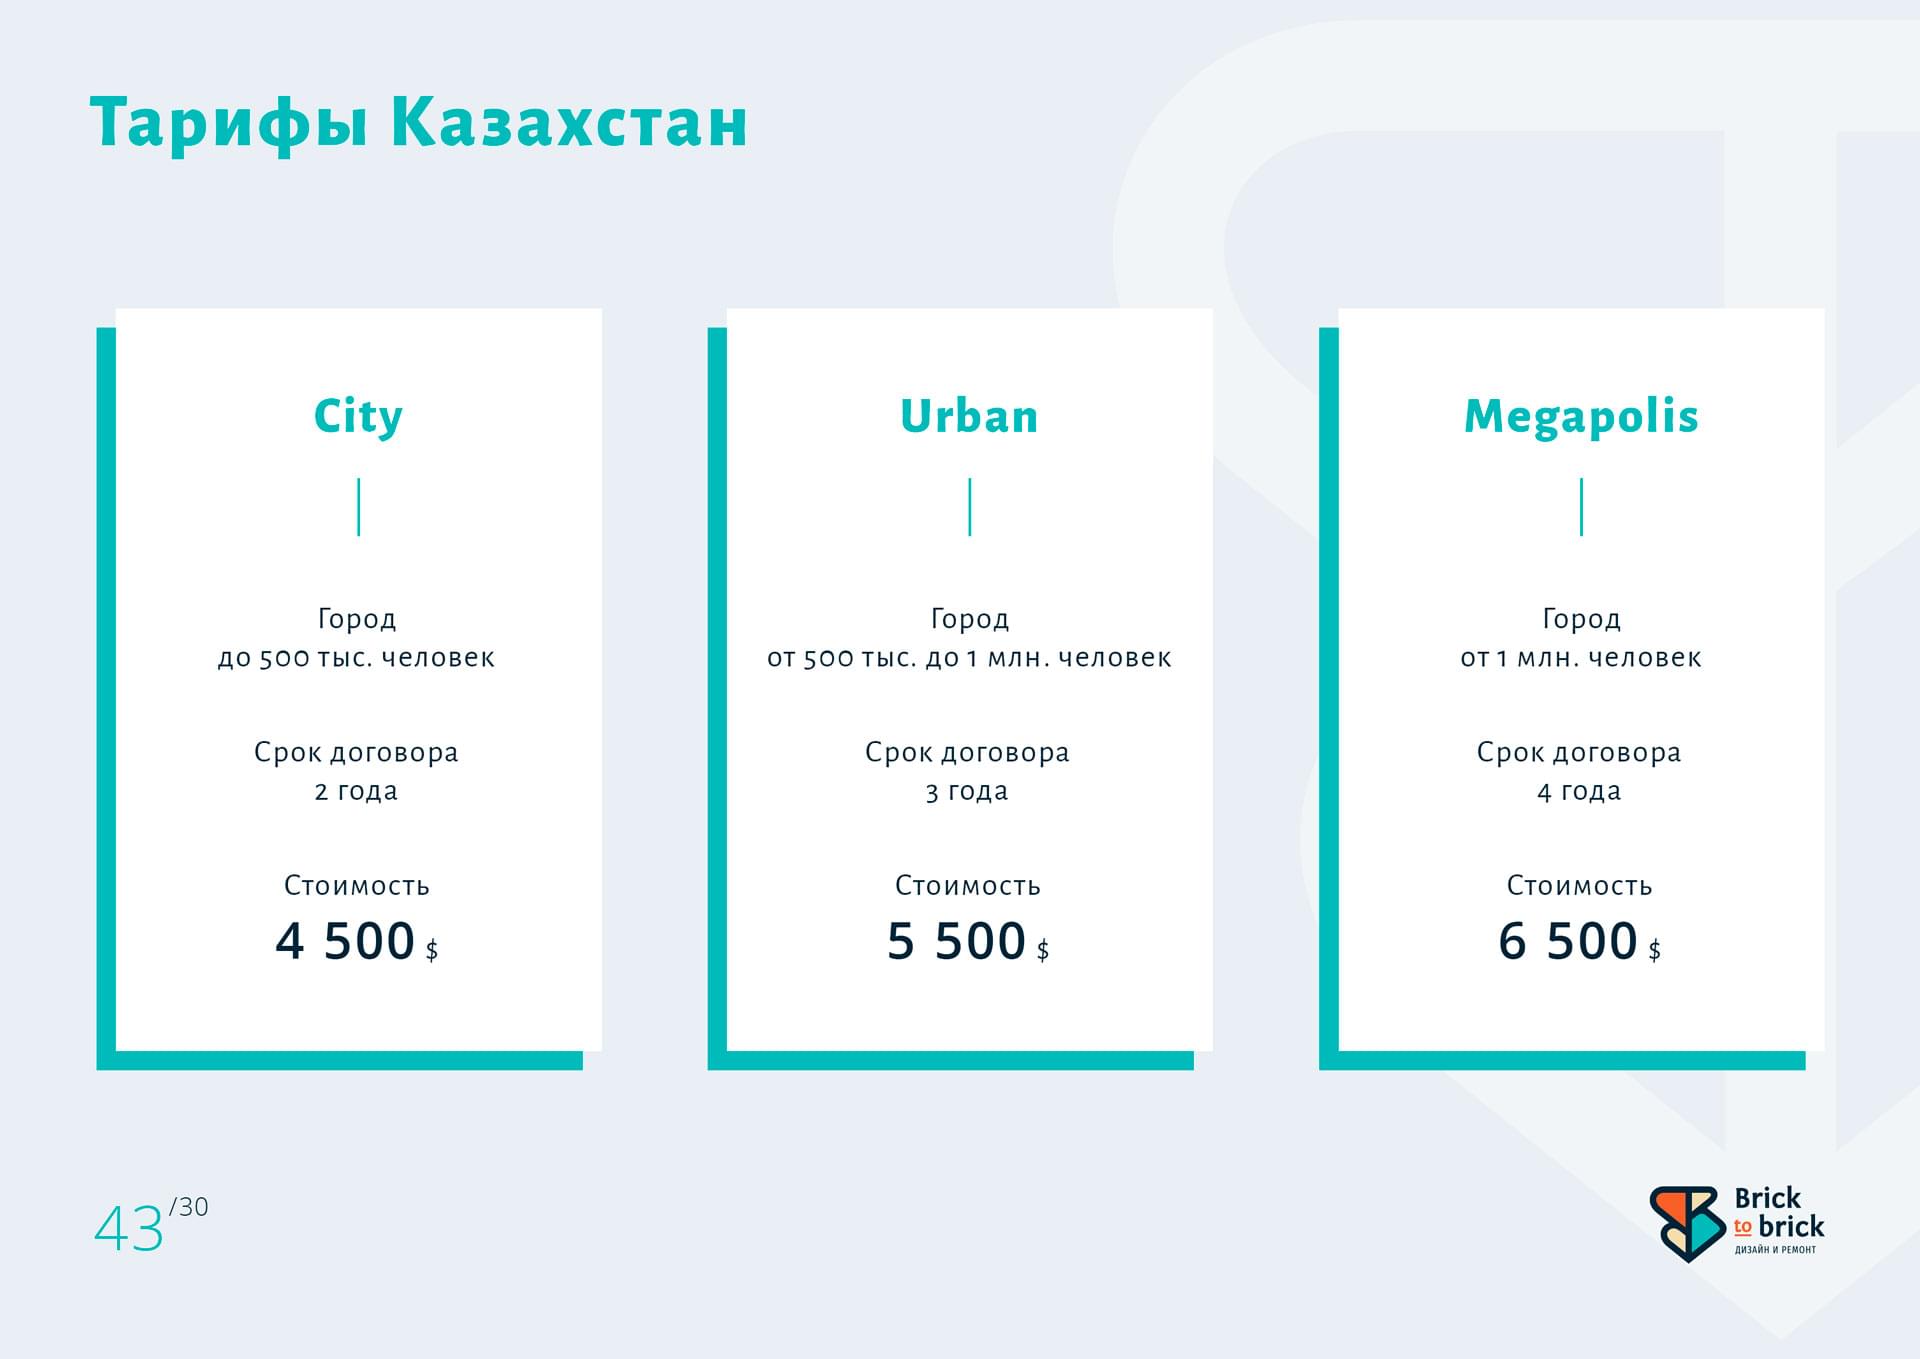 Тарифы Казахстан
City
Город
до 500 тыс. человек
Срок договора
2 года
Стоимость
4 500 $
Urban
Город
от 500 тыс. до 1 млн. человек
Срок договора
3 года
Стоимость
5 500 $
Megapolis
Город
от 1 млн. человек
Срок договора
4 года
Стоимость
6 500 $
43 /30
Brick
to brick
ДИЗАЙН И РЕМОНТ